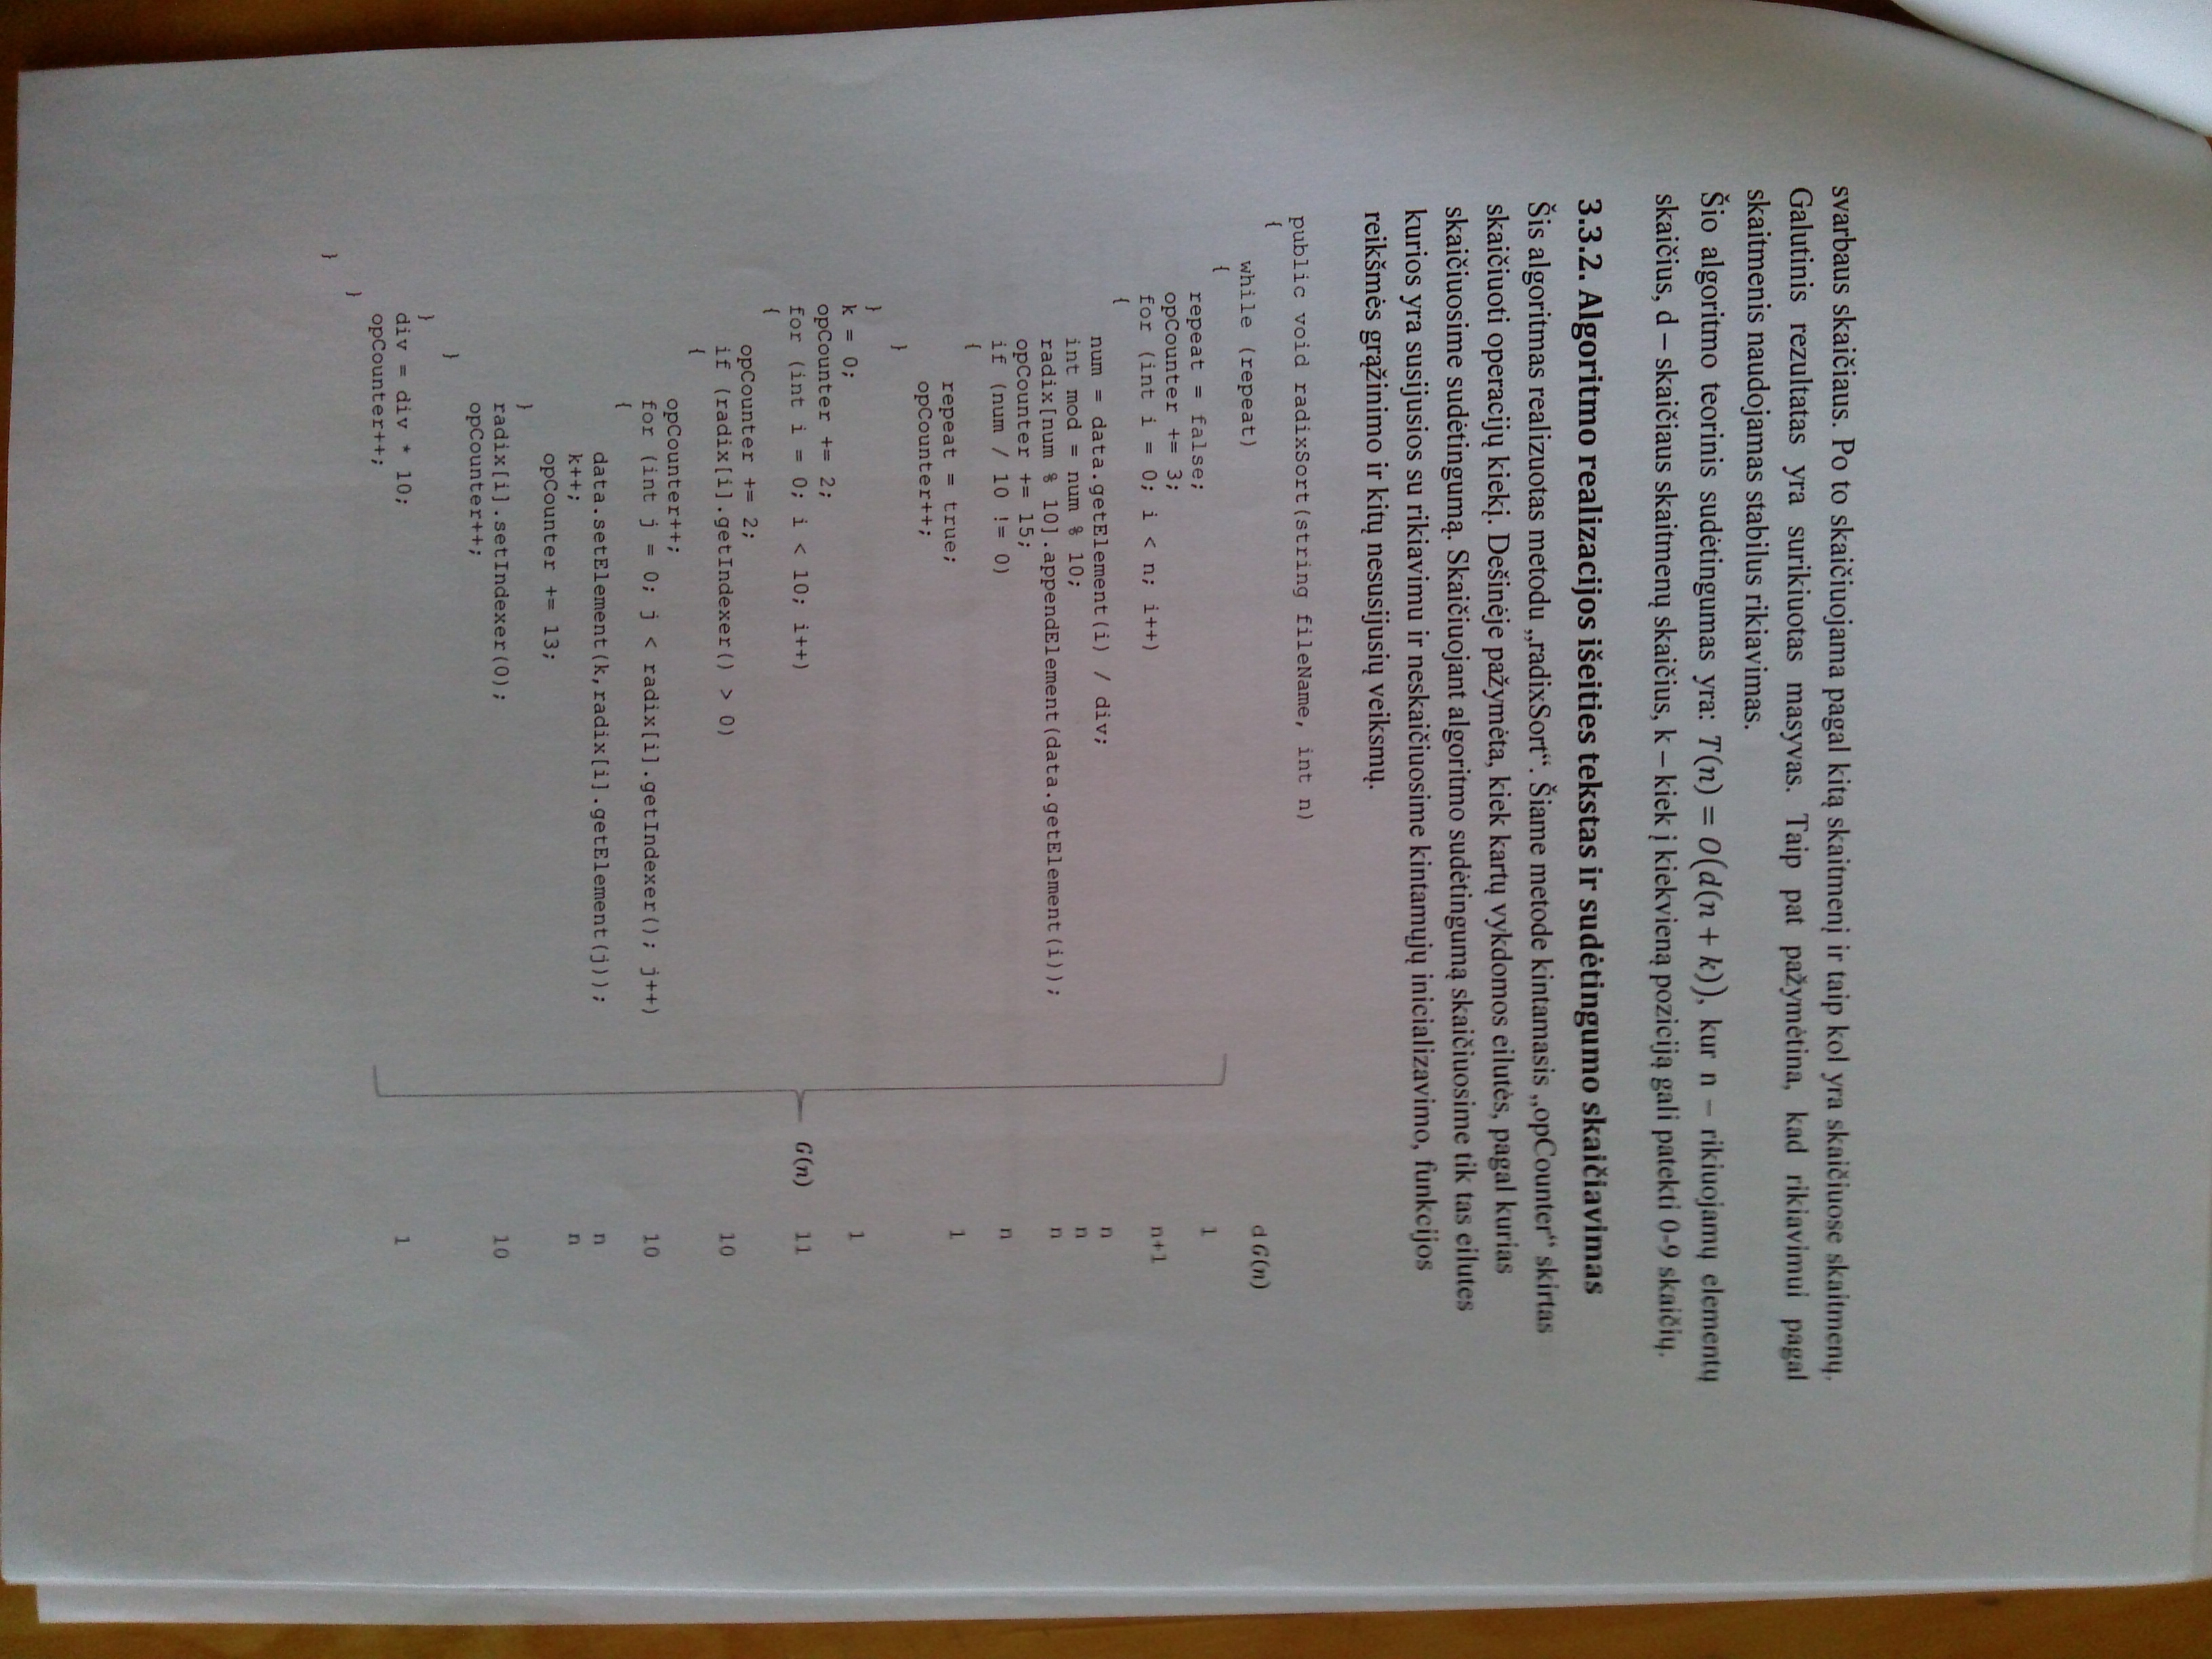 svarbaus skaičiaus. Po to skaičiuojama pagal kitą skaitmenį ir taip kol yra skaičiuose skaitmenų.
Galutinis rezultatas yra surikiuotas masyvas. Taip pat pažymėtina, kad rikiavimui pagal
skaitmenis naudojamas stabilus rikiavimas.
Šio algoritmo teorinis sudėtingumas yra: T(n) = O(d(n + k)), kur n – rikiuojamų elementų
skaičius, d – skaičiaus skaitmenų skaičius, k – kiek į kiekvieną poziciją gali patekti 0-9 skaičių.
3.3.2. Algoritmo realizacijos išeities tekstas ir sudėtingumo skaičiavimas
Šis algoritmas realizuotas metodu „radixSort“. Šiame metode kintamasis „opCounter“ skirtas
skaičiuoti operacijų kiekį. Dešinėje pažymėta, kiek kartų vykdomos eilutės, pagal kurias
skaičiuosime sudėtingumą. Skaičiuojant algoritmo sudėtingumą skaičiuosime tik tas eilutes
kurios yra susijusios su rikiavimu ir neskaičiuosime kintamųjų inicializavimo, funkcijos
reikšmės grąžinimo ir kitų nesusijusių veiksmų.
public void radixSort(string fileName, int n)
{
while (repeat) d G(n)
{
repeat = false; 1
opCounter += 3;
for (int i = 0; i < n; i++) n+1
{
num = data.getElement(i) / div; n
int mod = num % 10; n
radix[num % 10].appendElement(data.getElement(i)); n
opCounter += 15;
if (num / 10 != 0) n
{
repeat = true; 1
opCounter++;
}
}
k = 0; 1
opCounter += 2;
for (int i = 0; i < 10; i++) G(n) 11
{
opCounter += 2;
if (radix[i].getIndexer() > 0) 10
{
opCounter++;
for (int j = 0; j < radix[i].getIndexer(); j++) 10
{
data.setElement(k,radix[i].getElement(j)); n
k++; n
opCounter += 13;
}
radix[i].setIndexer(0); 10
opCounter++;
}
}
div = div * 10; 1
opCounter++;
}
}